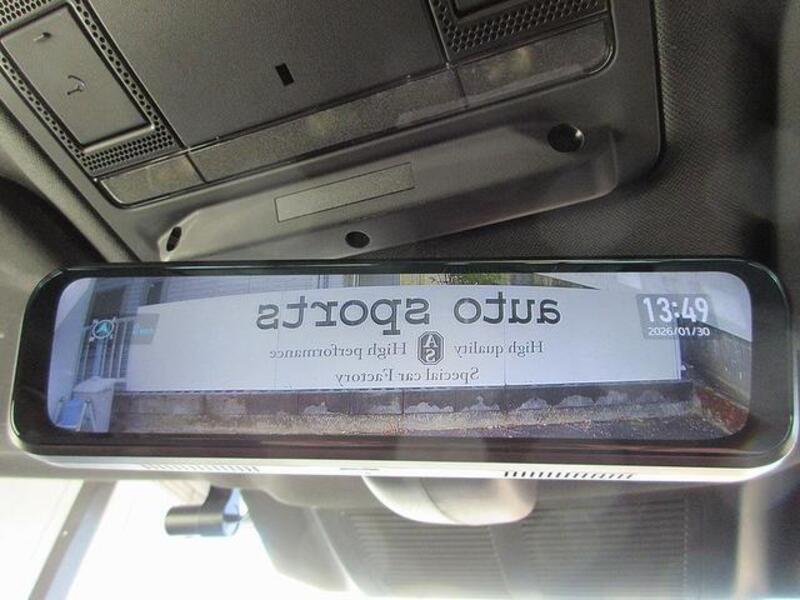 auto sports
13:49
2026/01/30
High quality AS High performance
Special car Factory